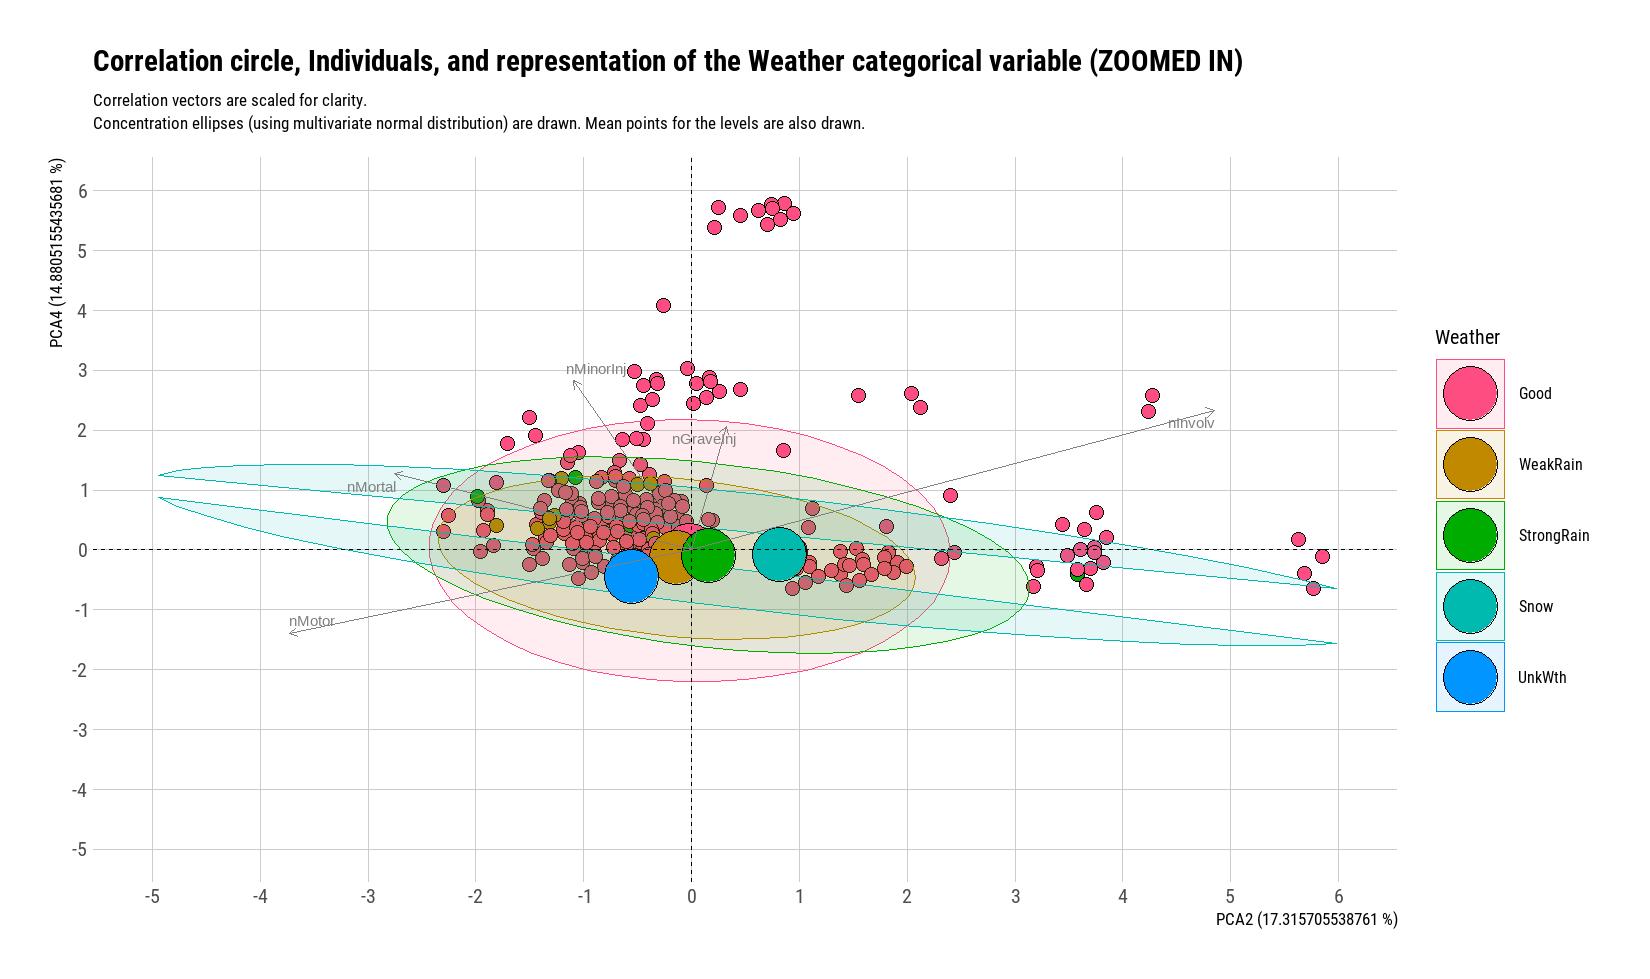 Correlation circle, Individuals, and representation of the Weather categorical variable (ZOOMED IN)
Correlation vectors are scaled for clarity.
Concentration ellipses (using multivariate normal distribution) are drawn. Mean points for the levels are also drawn.
PCA4 (14.8805155435681 %)
6
5
4
3
2
1
0
-1
-2
-3
-4
-5
nMinorInj
nGraveInj
nInvolv
nMortal
nMotor
-5
-4
-3
-2
-1
0
1
2
3
4
5
6
PCA2 (17.315705538761 %)
Weather
Good
WeakRain
StrongRain
Snow
UnkWth